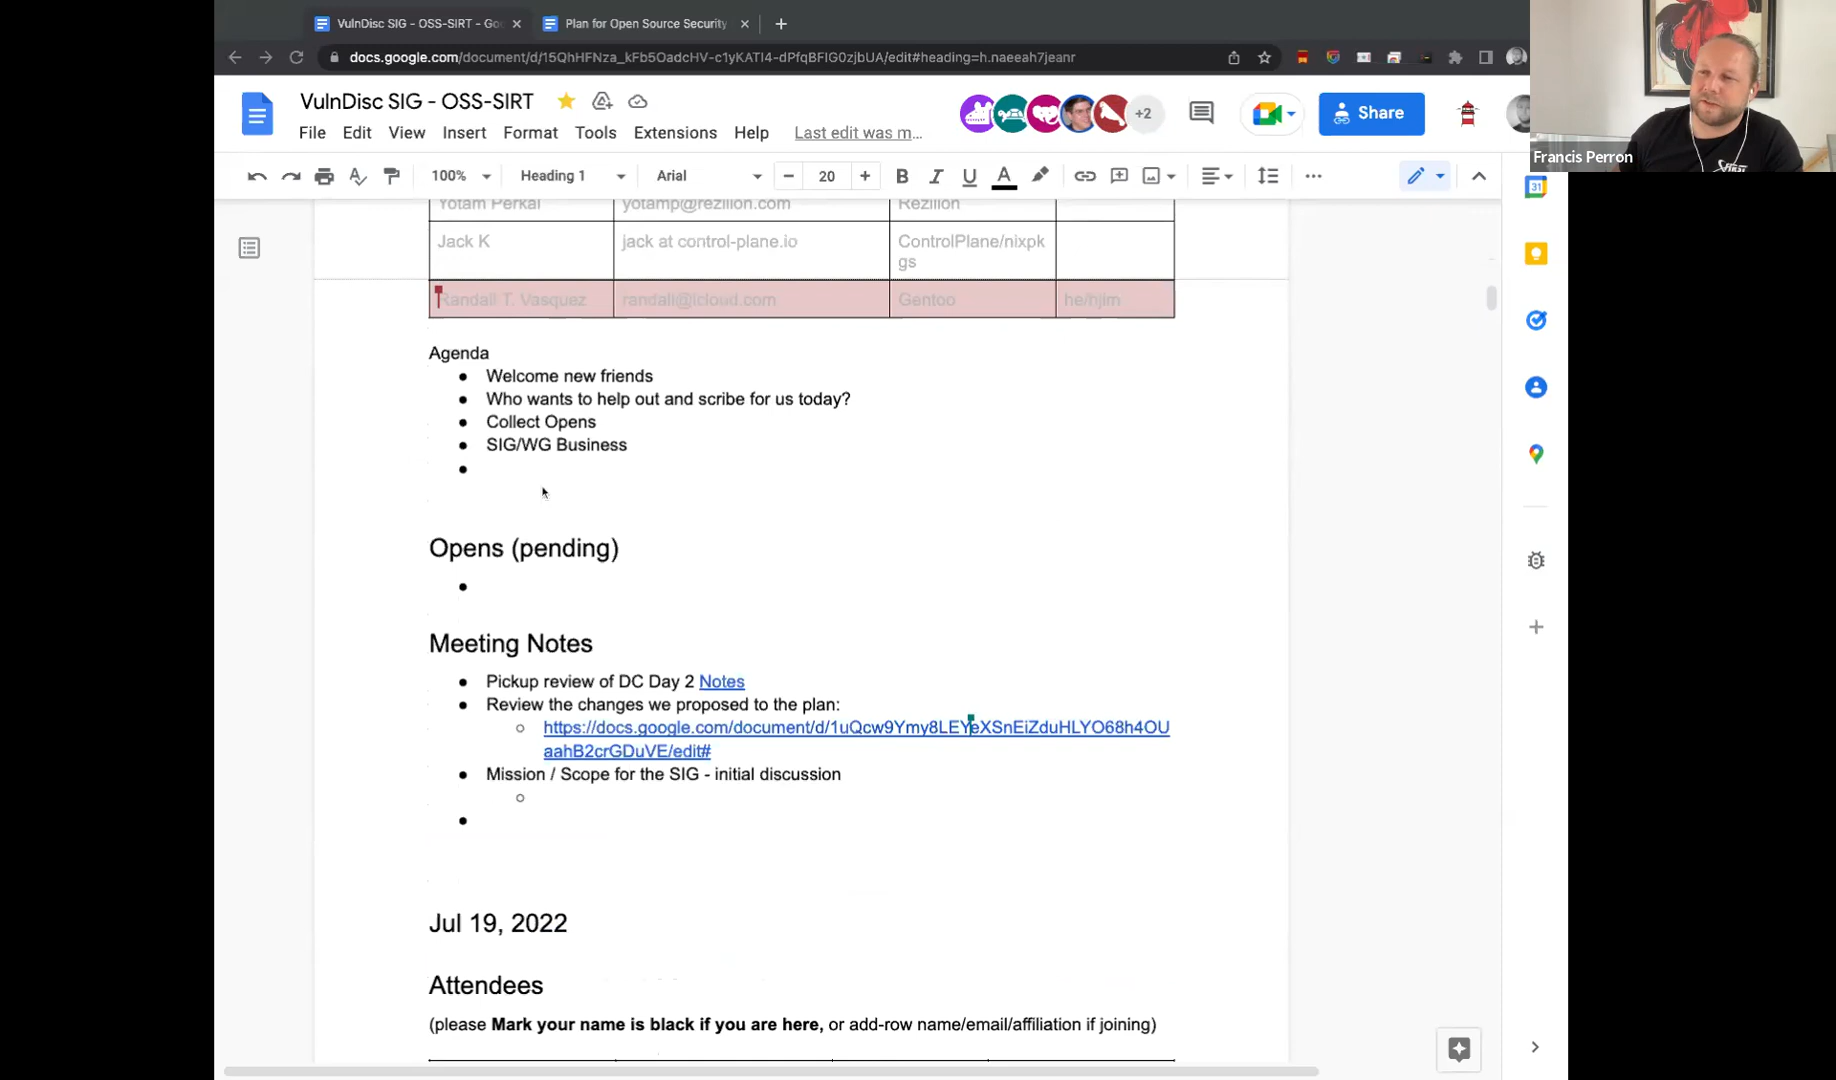 VulnDisc SIG - OSS-SIRT - Goo
Plan for Open Source Security
docs.google.com/document/d/15QhHFNza_kFb5OadcHV-c1yKATI4-dPfqBFIG0zjbUA/edit#heading=h.naeeah7jeanr
VulnDisc SIG - OSS-SIRT
+2
Share
File Edit View Insert Format Tools Extensions Help Last edit was m...
Francis Perron
100% Heading 1 Arial 20 B I U A
31
Yotam Perkal yotamp@rezilion.com Rezilion
Jack K jack at control-plane.io ControlPlane/nixpk
gs
Randall T. Vasquez randall@icloud.com Gentoo he/hjim
Agenda
● Welcome new friends
● Who wants to help out and scribe for us today?
● Collect Opens
● SIG/WG Business
●
Opens (pending)
●
Meeting Notes
● Pickup review of DC Day 2 Notes
● Review the changes we proposed to the plan:
○ https://docs.google.com/document/d/1uQcw9Ymy8LEYeXSnEiZduHLYO68h4OU
aahB2crGDuVE/edit#
● Mission / Scope for the SIG - initial discussion
○
●
Jul 19, 2022
Attendees
(please Mark your name is black if you are here, or add-row name/email/affiliation if joining)